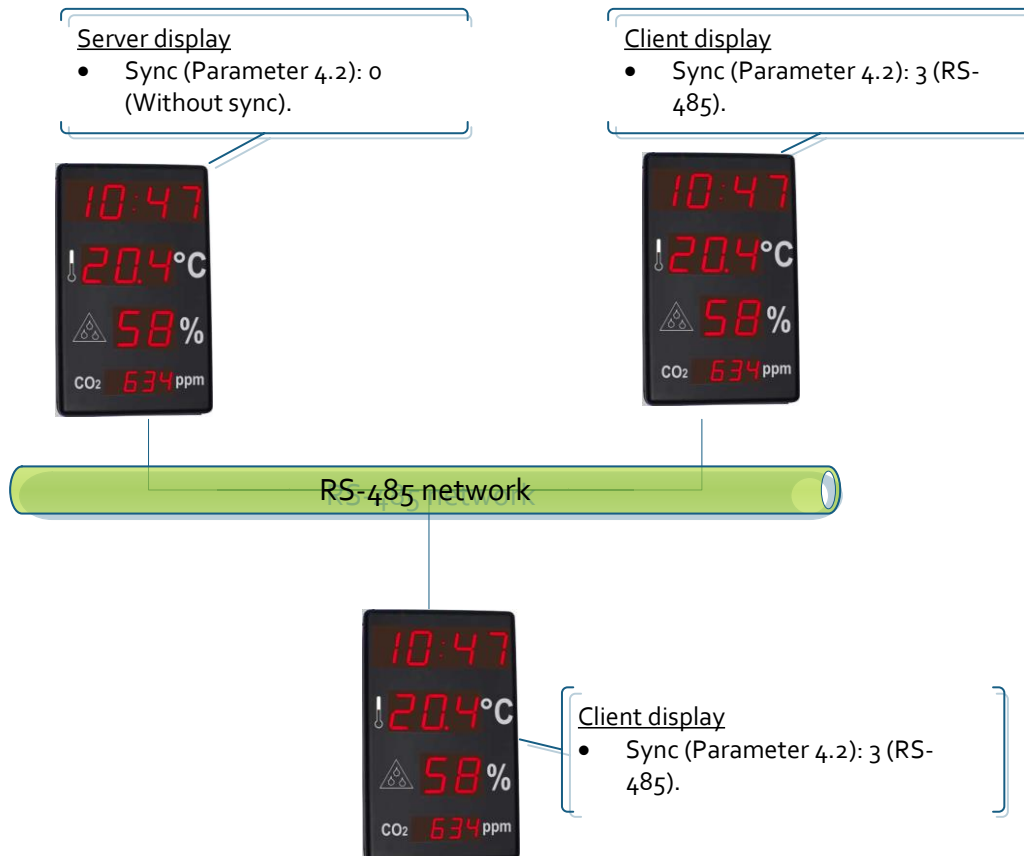 Server display
• Sync (Parameter 4.2): 0
(Without sync).
Client display
• Sync (Parameter 4.2): 3 (RS-
485).
10:47
20.4°C
58%
CO2 634 ppm
10:47
20.4°C
58%
CO2 634 ppm
RS-485 network
10:47
20.4°C
58%
CO2 634 ppm
Client display
• Sync (Parameter 4.2): 3 (RS-
485).